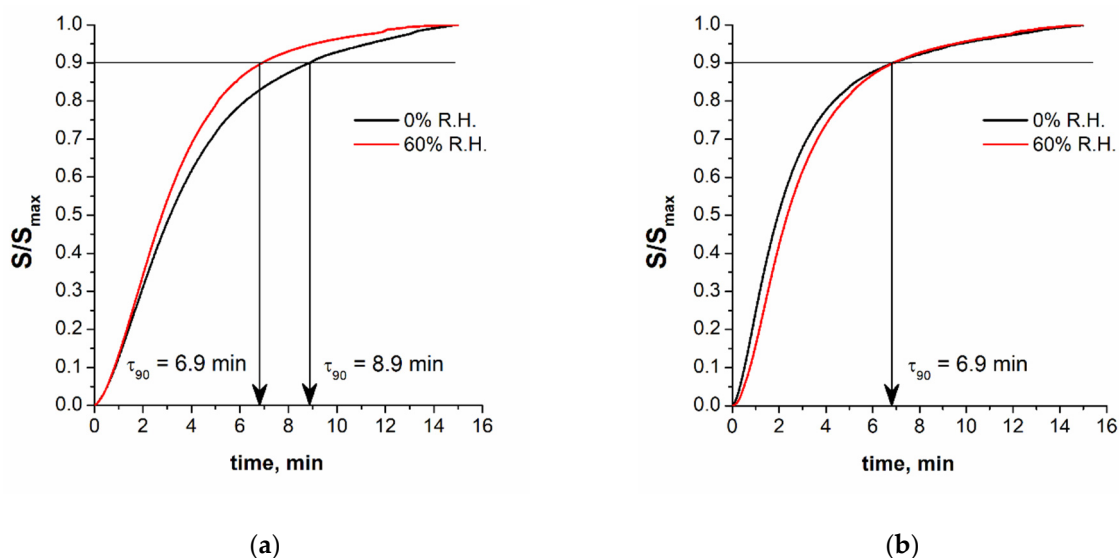 1.0
0.9
0.8
0.7
0.6
0.5
0.4
0.3
0.2
0.1
0.0
S/Smax
0% R.H.
60% R.H.
τ90 = 6.9 min
τ90 = 8.9 min
0 2 4 6 8 10 12 14 16
time, min
(a)
1.0
0.9
0.8
0.7
0.6
0.5
0.4
0.3
0.2
0.1
0.0
S/Smax
0% R.H.
60% R.H.
τ90 = 6.9 min
0 2 4 6 8 10 12 14 16
time, min
(b)